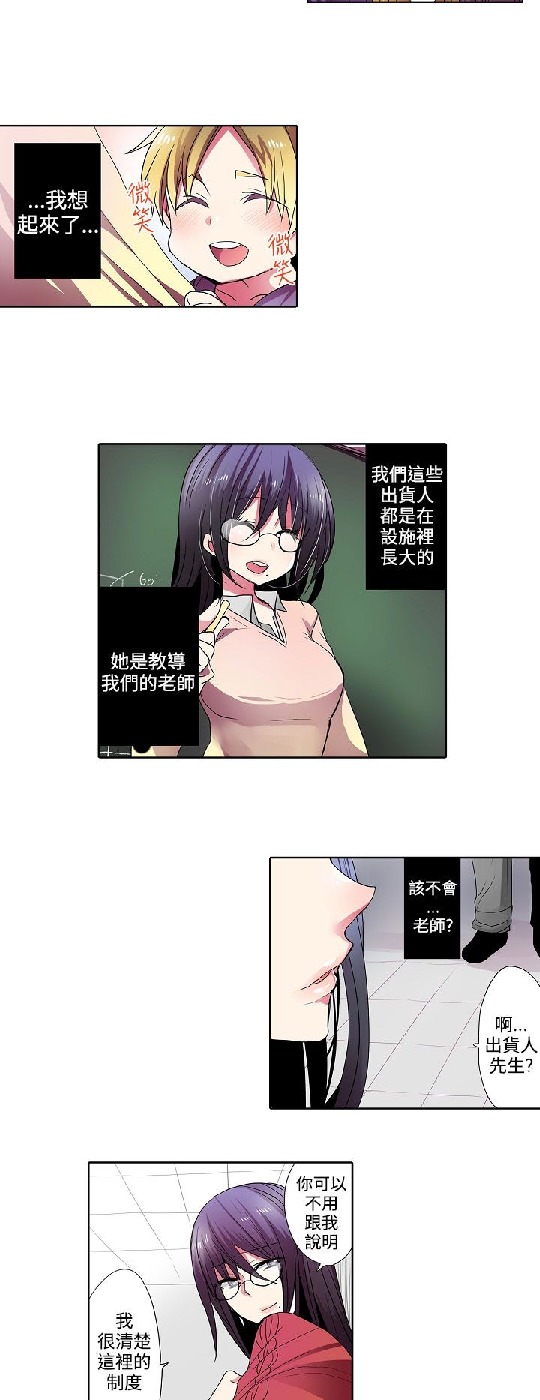 ...我想
起來了...
微笑
微笑
我們這些
出貨人
都是在
設施裡
長大的
她是教導
我們的老師
該不會
...
老師?
啊...
出貨人
先生?
你可以
不用
跟我
說明
我
很清楚
這裡的
制度